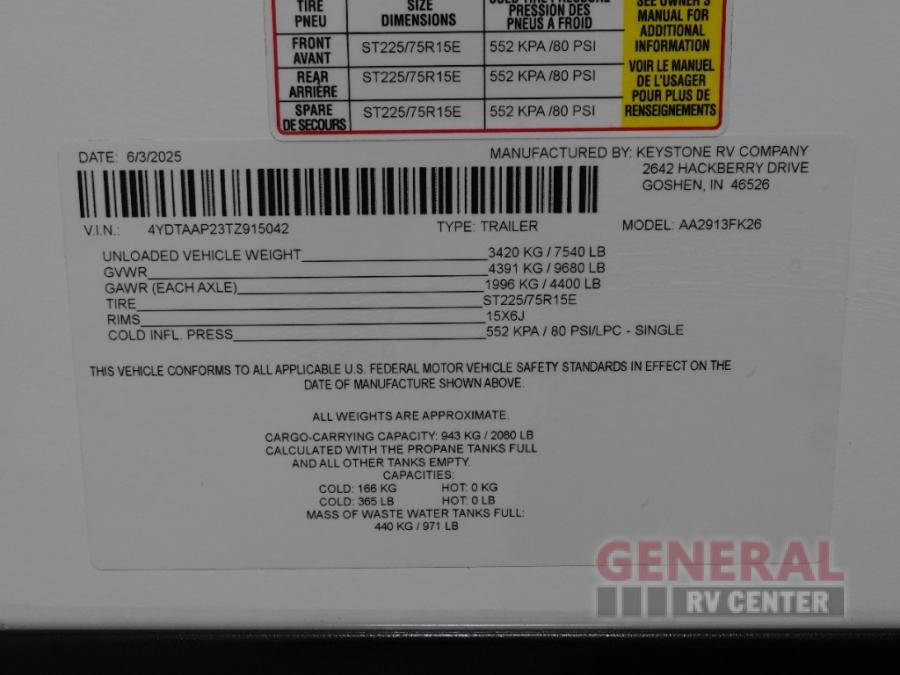 TIRE SIZE COLD TIRE PRESSURE SEE OWNER'S
PNEU DIMENSIONS PRESSION DES PNEUS A FROID MANUAL FOR
ADDITIONAL
INFORMATION
FRONT AVANT ST225/75R15E 552 KPA /80 PSI
REAR ARRIÈRE ST225/75R15E 552 KPA /80 PSI
SPARE DE SECOURS ST225/75R15E 552 KPA /80 PSI
VOIR LE MANUEL
DE L'USAGER
POUR PLUS DE
RENSEIGNEMENTS
DATE: 6/3/2025 MANUFACTURED BY: KEYSTONE RV COMPANY
2642 HACKBERRY DRIVE
GOSHEN, IN 46526
V.I.N.: 4YDTAAP23TZ915042 TYPE: TRAILER MODEL: AA2913FK26
UNLOADED VEHICLE WEIGHT 3420 KG / 7540 LB
GVWR 4391 KG / 9680 LB
GAWR (EACH AXLE) 1996 KG / 4400 LB
TIRE ST225/75R15E
RIMS 15X6J
COLD INFL. PRESS 552 KPA / 80 PSI/LPC - SINGLE
THIS VEHICLE CONFORMS TO ALL APPLICABLE U.S. FEDERAL MOTOR VEHICLE SAFETY STANDARDS IN EFFECT ON THE
DATE OF MANUFACTURE SHOWN ABOVE.
ALL WEIGHTS ARE APPROXIMATE.
CARGO-CARRYING CAPACITY: 943 KG / 2080 LB
CALCULATED WITH THE PROPANE TANKS FULL
AND ALL OTHER TANKS EMPTY.
CAPACITIES:
COLD: 166 KG HOT: 0 KG
COLD: 365 LB HOT: 0 LB
MASS OF WASTE WATER TANKS FULL:
440 KG / 971 LB
GENERAL
RV CENTER